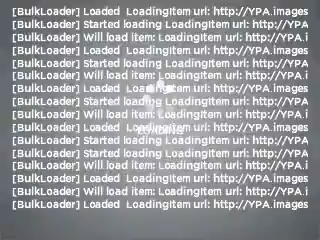 [BulkLoader] Loaded LoadingItem url: http://YPA.images
[BulkLoader] Started loading LoadingItem url: http://YPA
[BulkLoader] Will load item: LoadingItem url: http://YPA.i
[BulkLoader] Loaded LoadingItem url: http://YPA.images
[BulkLoader] Started loading LoadingItem url: http://YPA
[BulkLoader] Will load item: LoadingItem url: http://YPA.i
[BulkLoader] Loaded LoadingItem url: http://YPA.images
[BulkLoader] Started loading LoadingItem url: http://YPA
[BulkLoader] Will load item: LoadingItem url: http://YPA.i
[BulkLoader] Loaded LoadingItem url: http://YPA.images
[BulkLoader] Started loading LoadingItem url: http://YPA
[BulkLoader] Started loading LoadingItem url: http://YPA
[BulkLoader] Will load item: LoadingItem url: http://YPA.i
[BulkLoader] Loaded LoadingItem url: http://YPA.images
[BulkLoader] Will load item: LoadingItem url: http://YPA.i
[BulkLoader] Loaded LoadingItem url: http://YPA.images